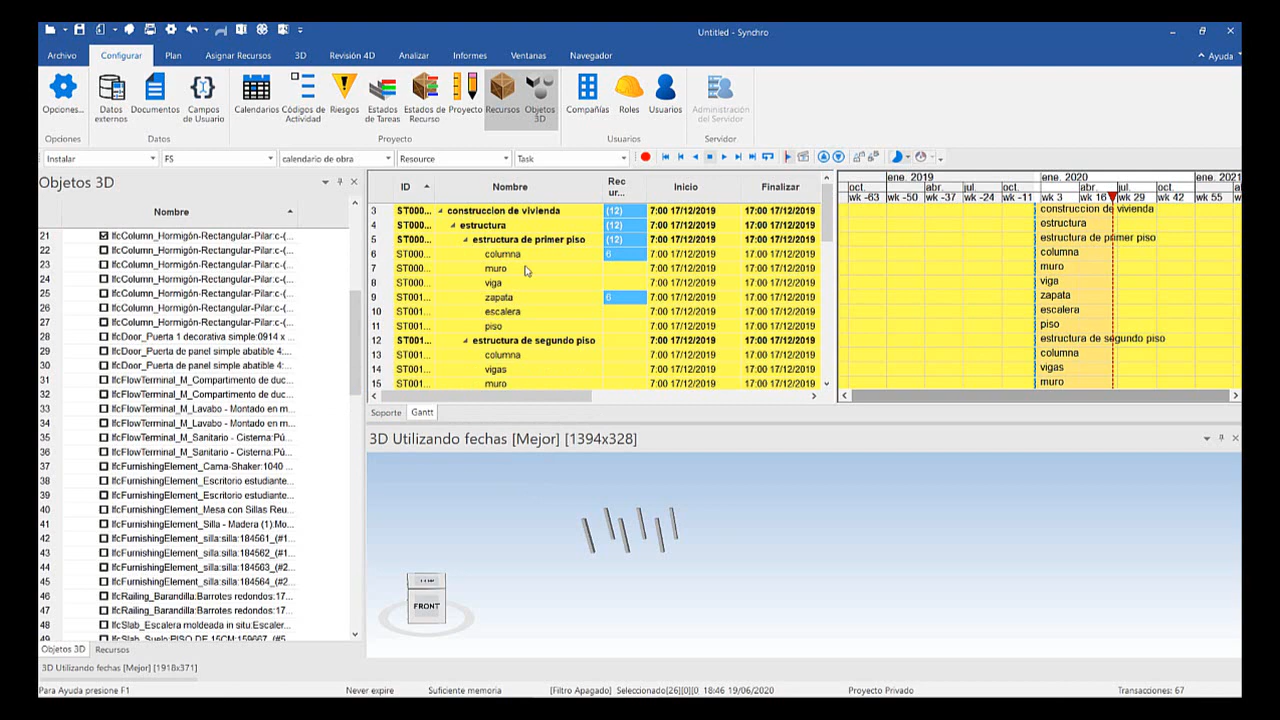 Untitled - Synchro
Archivo Configurar Plan Asignar Recursos 3D Revisión 4D Analizar Informes Ventanas Navegador Ayuda
Opciones... Datos externos Documentos Campos de Usuario Calendarios Códigos de Actividad Riesgos Estados de Tareas Estados de Recurso Proyecto Recursos Objetos 3D Compañías Roles Usuarios Administración del Servidor
Opciones Datos Proyecto Usuarios Servidor
Instalar FS calendario de obra Resource Task
Objetos 3D
Nombre
21 IfcColumn_Hormigón-Rectangular-Pilar:c-(...
22 IfcColumn_Hormigón-Rectangular-Pilar:c-(...
23 IfcColumn_Hormigón-Rectangular-Pilar:c-(...
24 IfcColumn_Hormigón-Rectangular-Pilar:c-(...
25 IfcColumn_Hormigón-Rectangular-Pilar:c-(...
26 IfcColumn_Hormigón-Rectangular-Pilar:c-(...
27 IfcColumn_Hormigón-Rectangular-Pilar:c-(...
28 IfcDoor_Puerta 1 decorativa simple:0914 x ...
29 IfcDoor_Puerta de panel simple abatible 4:...
30 IfcDoor_Puerta de panel simple abatible 4:...
31 IfcFlowTerminal_M_Compartimento de duc...
32 IfcFlowTerminal_M_Compartimento de duc...
33 IfcFlowTerminal_M_Lavabo - Montado en m...
34 IfcFlowTerminal_M_Lavabo - Montado en m...
35 IfcFlowTerminal_M_Sanitario - Cisterna:Pú...
36 IfcFlowTerminal_M_Sanitario - Cisterna:Pú...
37 IfcFurnishingElement_Cama-Shaker:1040 ...
38 IfcFurnishingElement_Escritorio estudiante...
39 IfcFurnishingElement_Escritorio estudiante...
40 IfcFurnishingElement_Mesa con Sillas Reu...
41 IfcFurnishingElement_Silla - Madera (1):Mo...
42 IfcFurnishingElement_silla:silla:184561_(#1...
43 IfcFurnishingElement_silla:silla:184562_(#1...
44 IfcFurnishingElement_silla:silla:184563_(#2...
45 IfcFurnishingElement_silla:silla:184564_(#2...
46 IfcRailing_Barandilla:Barrotes redondos:17...
47 IfcRailing_Barandilla:Barrotes redondos:17...
48 IfcSlab_Escalera moldeada in situ:Escaler...
49 IfcSlab_Suelo:PISO DE 15CM:159667_(#5...
Objetos 3D Recursos
3D Utilizando fechas [Mejor] [1918x371]
ID Nombre Rec ur... Inicio Finalizar
3 ST000... construccion de vivienda (12) 7:00 17/12/2019 17:00 17/12/2019
4 ST000... estructura (12) 7:00 17/12/2019 17:00 17/12/2019
5 ST000... estructura de primer piso (12) 7:00 17/12/2019 17:00 17/12/2019
6 ST000... columna 6 7:00 17/12/2019 17:00 17/12/2019
7 ST000... muro 7:00 17/12/2019 17:00 17/12/2019
8 ST000... viga 7:00 17/12/2019 17:00 17/12/2019
9 ST001... zapata 6 7:00 17/12/2019 17:00 17/12/2019
10 ST001... escalera 7:00 17/12/2019 17:00 17/12/2019
11 ST001... piso 7:00 17/12/2019 17:00 17/12/2019
12 ST001... estructura de segundo piso 7:00 17/12/2019 17:00 17/12/2019
13 ST001... columna 7:00 17/12/2019 17:00 17/12/2019
14 ST001... vigas 7:00 17/12/2019 17:00 17/12/2019
15 ST001... muro 7:00 17/12/2019 17:00 17/12/2019
Soporte Gantt
ene. 2019 ene. 2020 ene. 2021
oct. abr. jul. oct. abr. jul. oct.
wk -63 wk -50 wk -37 wk -24 wk -11 wk 3 wk 16 wk 29 wk 42 wk 55
construccion de vivienda
estructura
estructura de primer piso
columna
muro
viga
zapata
escalera
piso
estructura de segundo piso
columna
vigas
muro
3D Utilizando fechas [Mejor] [1394x328]
FRONT
Para Ayuda presione F1 Never expire Suficiente memoria [Filtro Apagado] Seleccionado[26][0][0 18:46 19/06/2020 Proyecto Privado Transacciones: 67